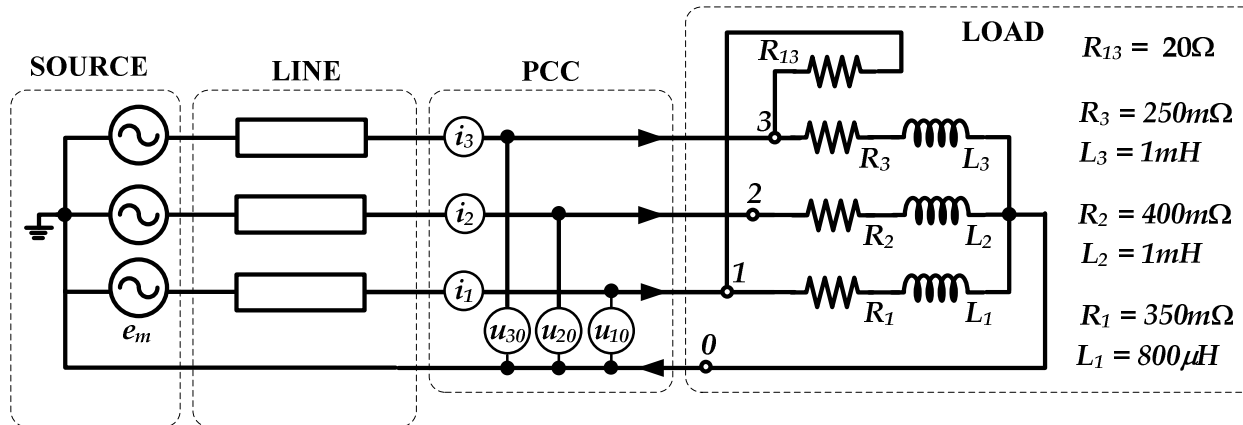 SOURCE
LINE
PCC
LOAD
R13
R13 = 20Ω
i3
3
R3
L3
R3 = 250mΩ
L3 = 1mH
i2
2
R2
L2
R2 = 400mΩ
L2 = 1mH
i1
1
R1
L1
R1 = 350mΩ
L1 = 800μH
em
u30
u20
u10
0